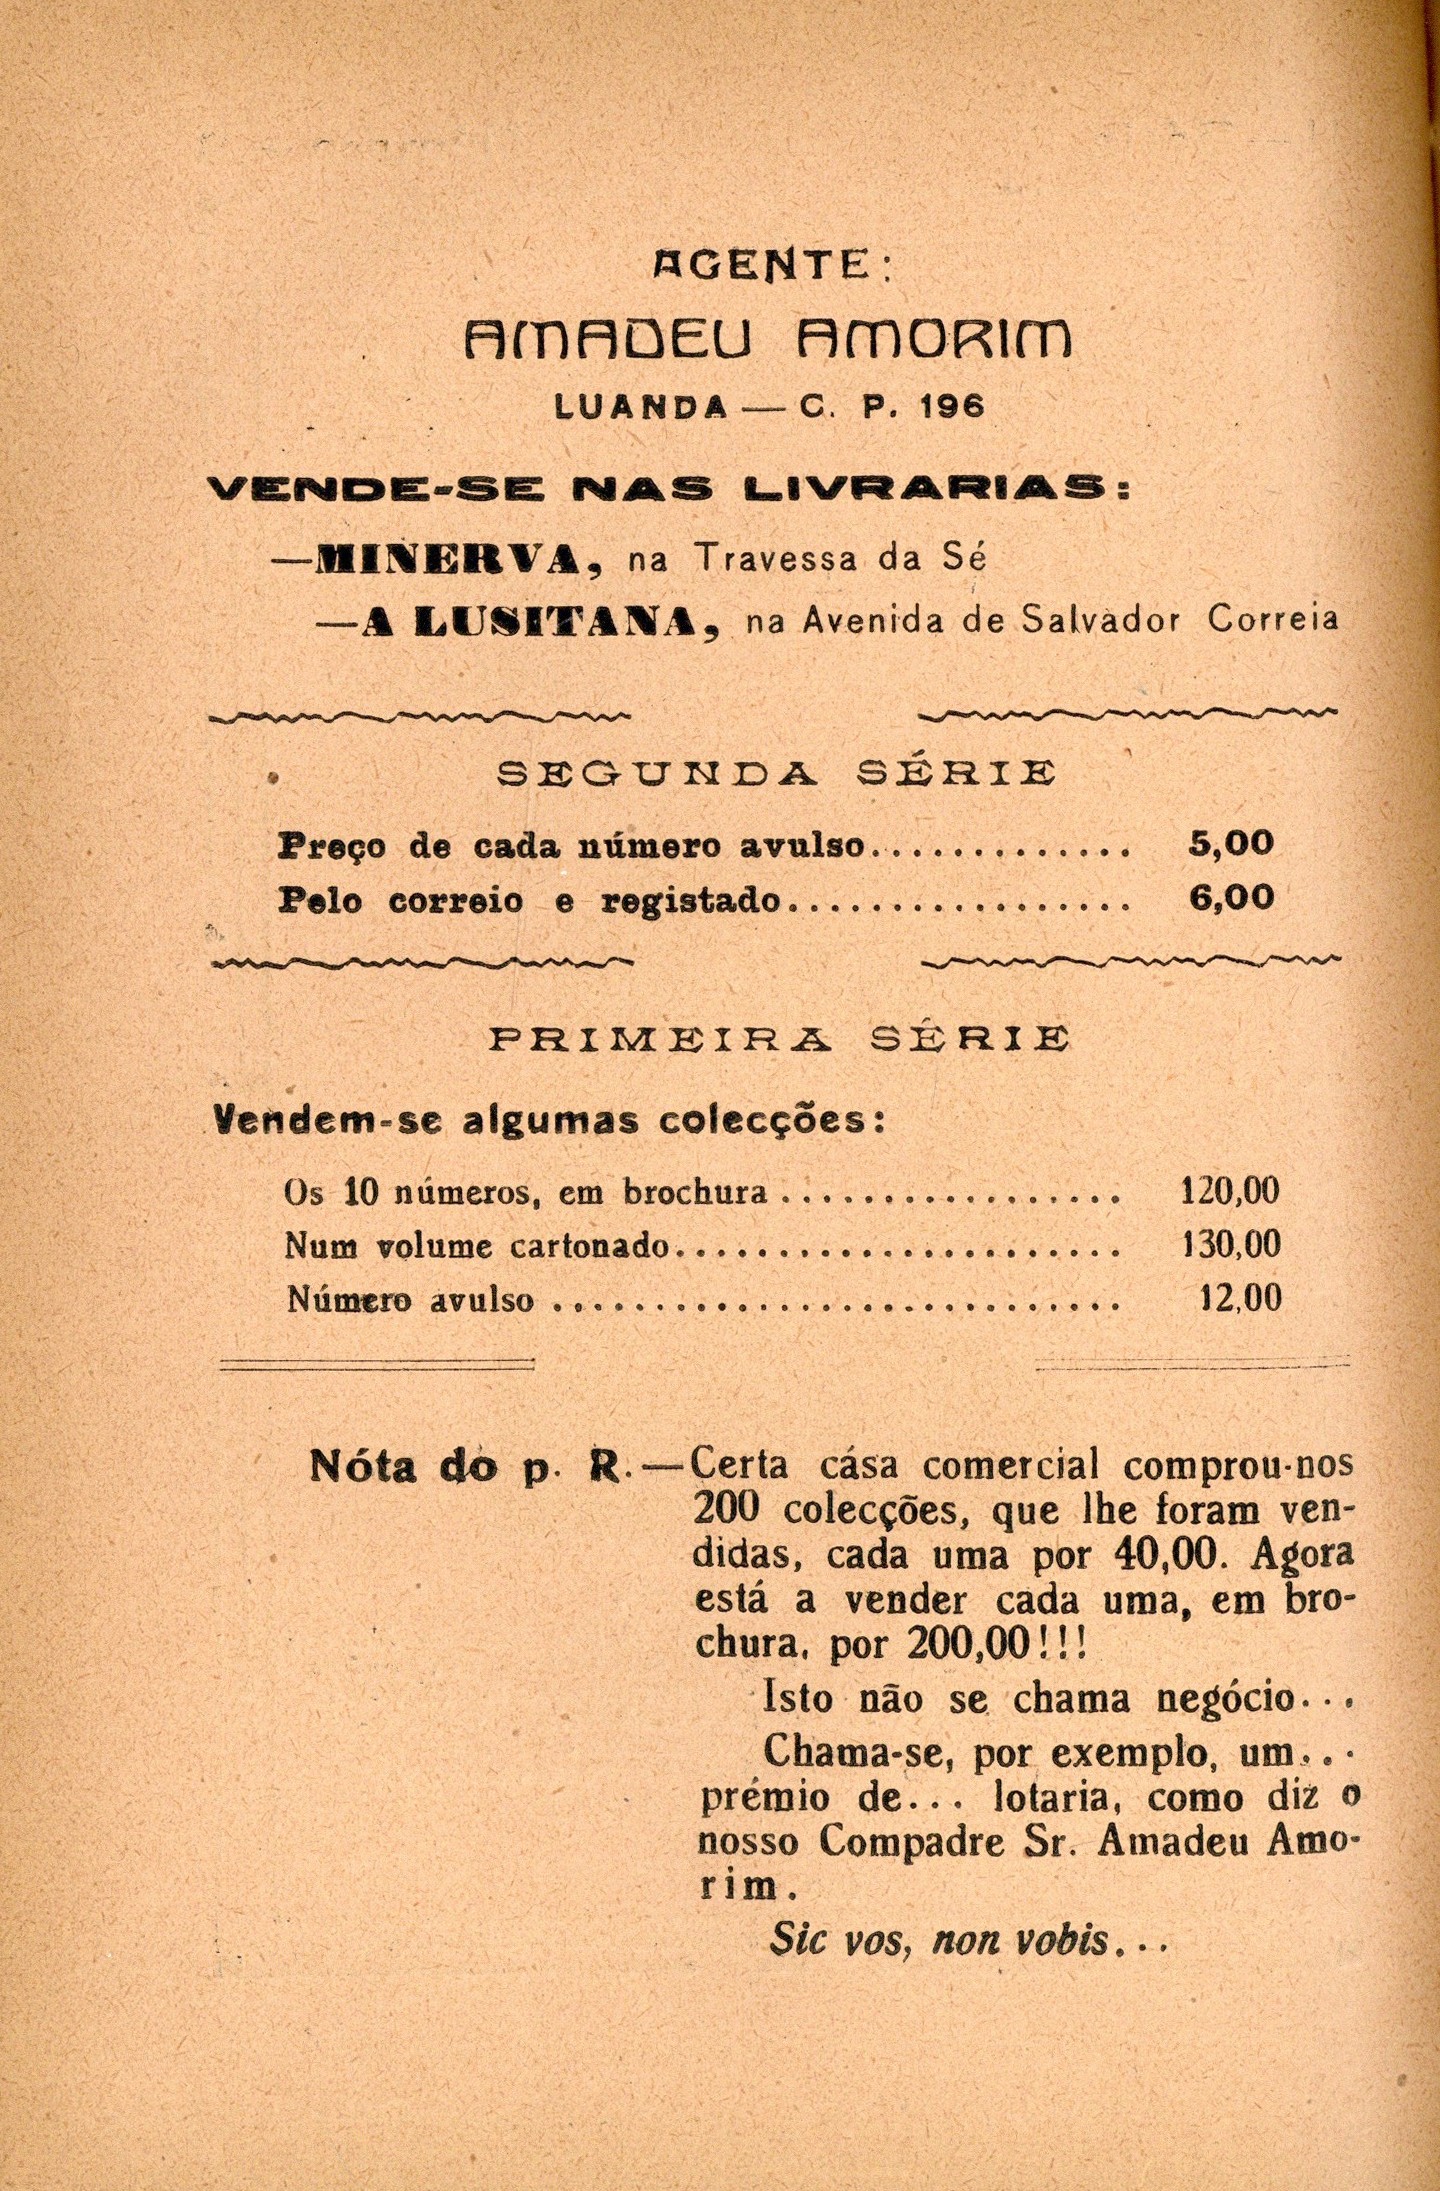 AGENTE:
AMADEU AMORIM
LUANDA — C. P. 196
VENDE-SE NAS LIVRARIAS:
—MINERVA, na Travessa da Sé
—A LUSITANA, na Avenida de Salvador Correia
SEGUNDA SÉRIE
Preço de cada número avulso............. 5,00
Pelo correio e registado................. 6,00
PRIMEIRA SÉRIE
Vendem-se algumas colecções:
Os 10 números, em brochura ................. 120,00
Num volume cartonado...................... 130,00
Número avulso ............................ 12,00
Nóta do p. R.—Certa cása comercial comprou-nos
200 colecções, que lhe foram ven-
didas, cada uma por 40,00. Agora
está a vender cada uma, em bro-
chura, por 200,00!!!
Isto não se chama negócio...
Chama-se, por exemplo, um...
prémio de... lotaria, como diz o
nosso Compadre Sr. Amadeu Amo-
rim.
Sic vos, non vobis...